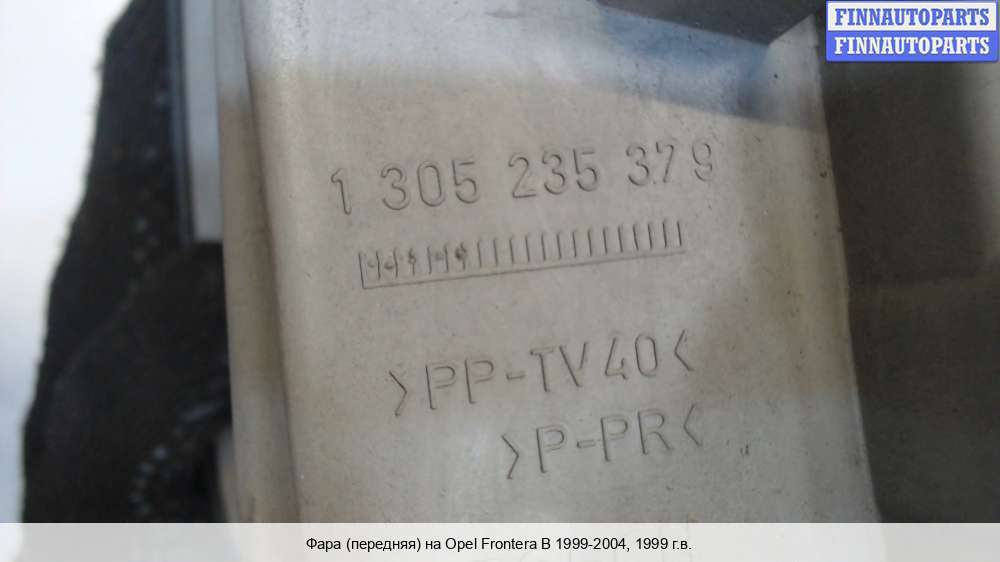 FINNAUTOPARTS
FINNAUTOPARTS
1 305 235 379
>PP-TV40<
>P-PR<
Фара (передняя) на Opel Frontera B 1999-2004, 1999 г.в.